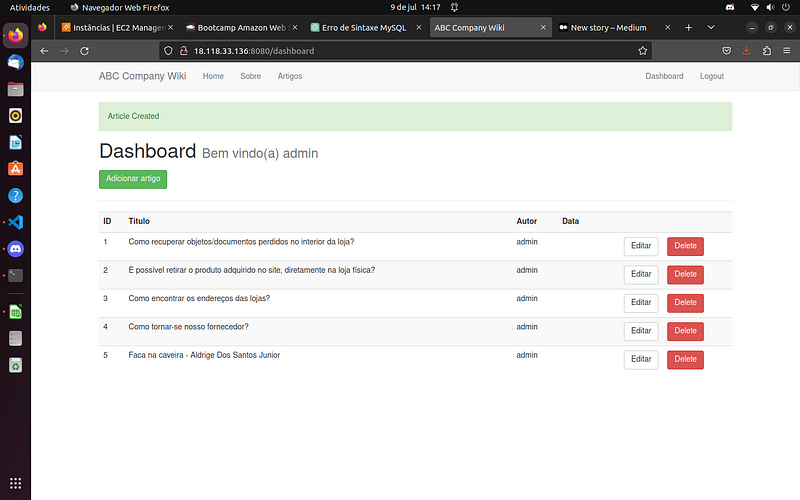 Atividades
Navegador Web Firefox
9 de jul 14:17
Instâncias | EC2 Managem
Bootcamp Amazon Web S
Erro de Sintaxe MySQL
ABC Company Wiki
New story – Medium
18.118.33.136:8080/dashboard
ABC Company Wiki
Home
Sobre
Artigos
Dashboard
Logout
Article Created
Dashboard Bem vindo(a) admin
Adicionar artigo
ID Titulo Autor Data
1 Como recuperar objetos/documentos perdidos no interior da loja? admin Editar Delete
2 É possível retirar o produto adquirido no site, diretamente na loja física? admin Editar Delete
3 Como encontrar os endereços das lojas? admin Editar Delete
4 Como tornar-se nosso fornecedor? admin Editar Delete
5 Faca na caveira - Aldrige Dos Santos Junior admin Editar Delete